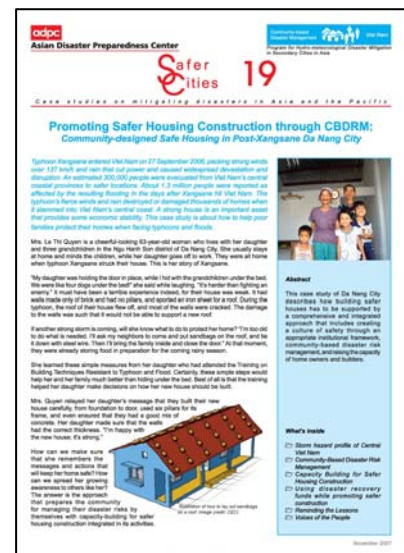 adpc
Asian Disaster Preparedness Center
Community-based
Disaster Management
Viet Nam
Program for Hydro-meteorological Disaster Mitigation
in Secondary Cities in Asia
Safer
Cities
19
Case studies on mitigating disasters in Asia and the Pacific
Promoting Safer Housing Construction through CBDRM:
Community-designed Safe Housing in Post-Xangsane Da Nang City
Typhoon Xangsane entered Viet Nam on 27 September 2006, packing strong winds
over 137 km/h and rain that cut power and caused widespread devastation and
disruption. An estimated 300,000 people were evacuated from Viet Nam's central
coastal provinces to safer locations. About 1.3 million people were reported as
affected by the resulting flooding in the days after Xangsane hit Viet Nam. The
typhoon's fierce winds and rain destroyed or damaged thousands of homes when
it slammed into Viet Nam's central coast. A strong house is an important asset
that provides some economic stability. This case study is about how to help poor
families protect their homes when facing typhoons and floods.
Mrs. Le Thi Quyen is a cheerful-looking 63-year-old woman who lives with her daughter
and three grandchildren in the Ngu Hanh Son district of Da Nang City. She usually stays
at home and minds the children, while her daughter goes off to work. They were all home
when typhoon Xangsane struck their house. This is her story of Xangsane.
"My daughter was holding the door in place, while I hid with the grandchildren under the bed.
We were like four dogs under the bed!" she said while laughing. "It's harder than fighting an
enemy." It must have been a terrible experience indeed, for their house was weak. It had
walls made only of brick and had no pillars, and sported an iron sheet for a roof. During the
typhoon, the roof of their house flew off, and most of the walls were cracked. The damage
to the walls was such that it would not be able to support a new roof.
If another strong storm is coming, will she know what to do to protect her home? "I'm too old
to do what is needed; I'll ask my neighbors to come and put sandbags on the roof, and tie
it down with steel wire. Then I'll bring the family inside and close the door." At that moment,
they were already storing food in preparation for the coming rainy season.
She learned these simple measures from her daughter who had attended the Training on
Building Techniques Resistant to Typhoon and Flood. Certainly, these simple steps would
help her and her family much better than hiding under the bed. Best of all is that the training
helped her daughter make decisions on how her new house should be built.
Mrs. Quyen relayed her daughter's message that they built their new
house carefully, from foundation to door, used six pillars for its
frame, and even ensured that they had a good mix of
concrete. Her daughter made sure that the walls
had the correct thickness. "I'm happy with
the new house; it's strong."
How can we make sure
that she remembers the
messages and actions that
will keep her home safe? How
can we spread her growing
awareness to others like her?
The answer is the approach
that prepares the community
for managing their disaster risks by
themselves with capacity-building for safer
housing construction integrated in its activities.
Illustration of how to lay out sandbags
on a roof. Image credit: CECI
Abstract
This case study of Da Nang City
describes how building safer
houses has to be supported by
a comprehensive and integrated
approach that includes creating
a culture of safety through an
appropriate institutional framework,
community-based disaster risk
management, and raising the capacity
of home owners and builders.
What's inside
Storm hazard profile of Central
Viet Nam
Community-Based Disaster Risk
Management
Capacity Building for Safer
Housing Construction
Using disaster recovery
funds while promoting safer
construction
Reminding the Lessons
Voices of the People
November 2007